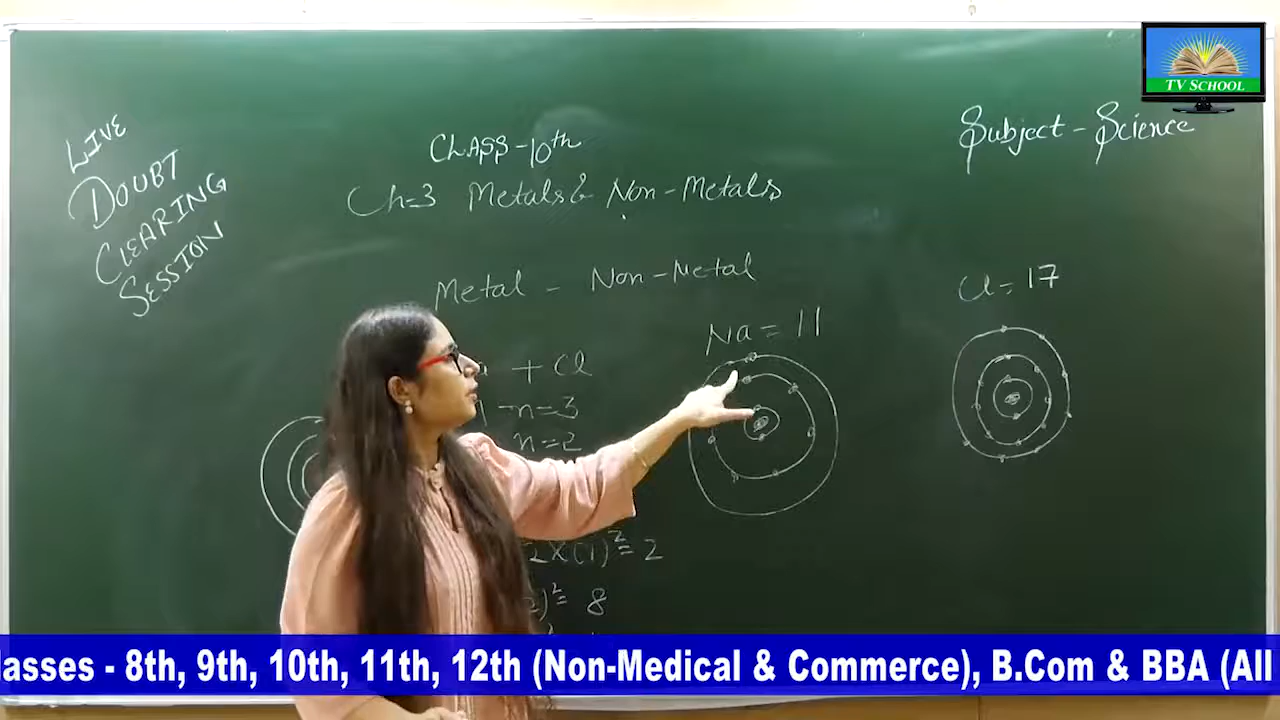 LIVE
DOUBT
CLEARING
SESSION
CLASS-10th
Ch=3 Metals & Non-Metals
Subject - Science
TV SCHOOL
Metal - Non-Metal
+ Cl
-n=3
n=2
2×(1)²= 2
)²= 8
Na = 11
Cl = 17
lasses - 8th, 9th, 10th, 11th, 12th (Non-Medical & Commerce), B.Com & BBA (All